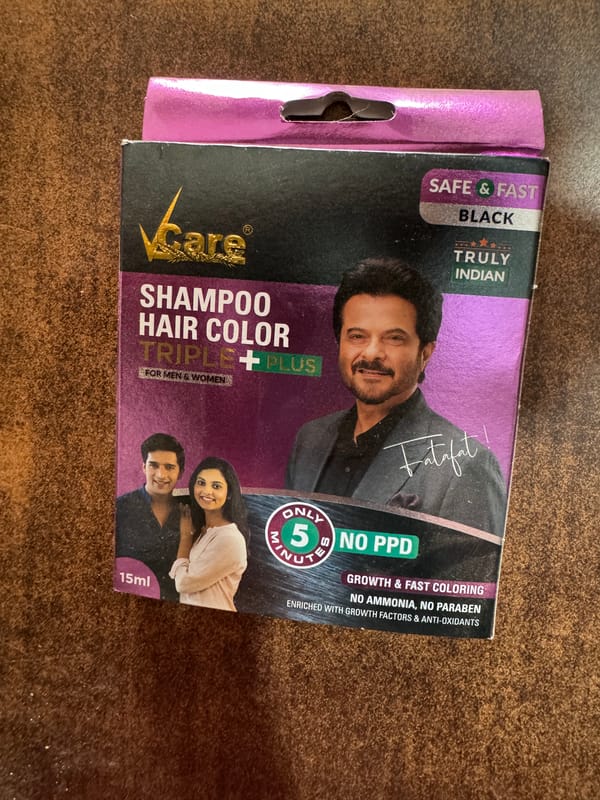 SAFE & FAST
BLACK
VCare®
TRULY
INDIAN
SHAMPOO
HAIR COLOR
TRIPLE + PLUS
FOR MEN & WOMEN
Fatafat!
ONLY
5
MINUTES
NO PPD
15ml
GROWTH & FAST COLORING
NO AMMONIA, NO PARABEN
ENRICHED WITH GROWTH FACTORS & ANTI-OXIDANTS